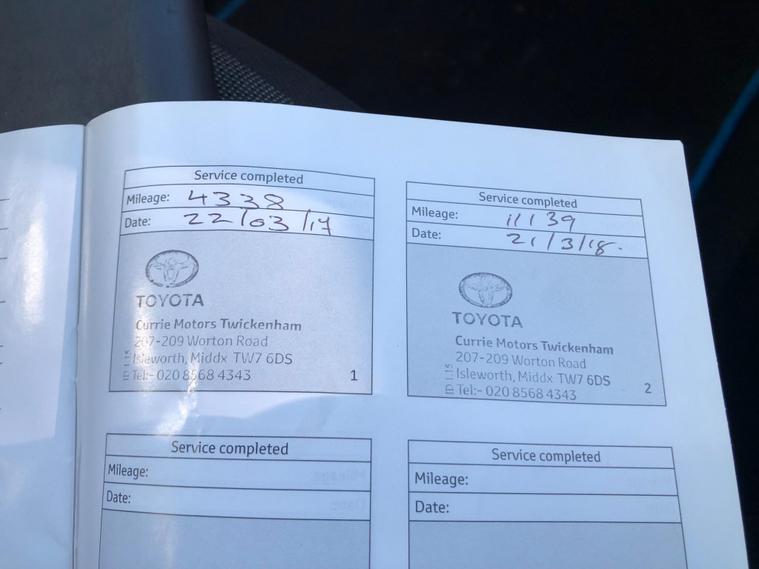 Service completed
Mileage: 4338
Date: 22/03/17
TOYOTA
Currie Motors Twickenham
207-209 Worton Road
Isleworth, Middx TW7 6DS
Tel:- 020 8568 4343
1
Service completed
Mileage: 11139
Date: 21/3/18.
TOYOTA
Currie Motors Twickenham
207-209 Worton Road
Isleworth, Middx TW7 6DS
Tel:- 020 8568 4343
2
Service completed
Mileage:
Date:
Service completed
Mileage:
Date: